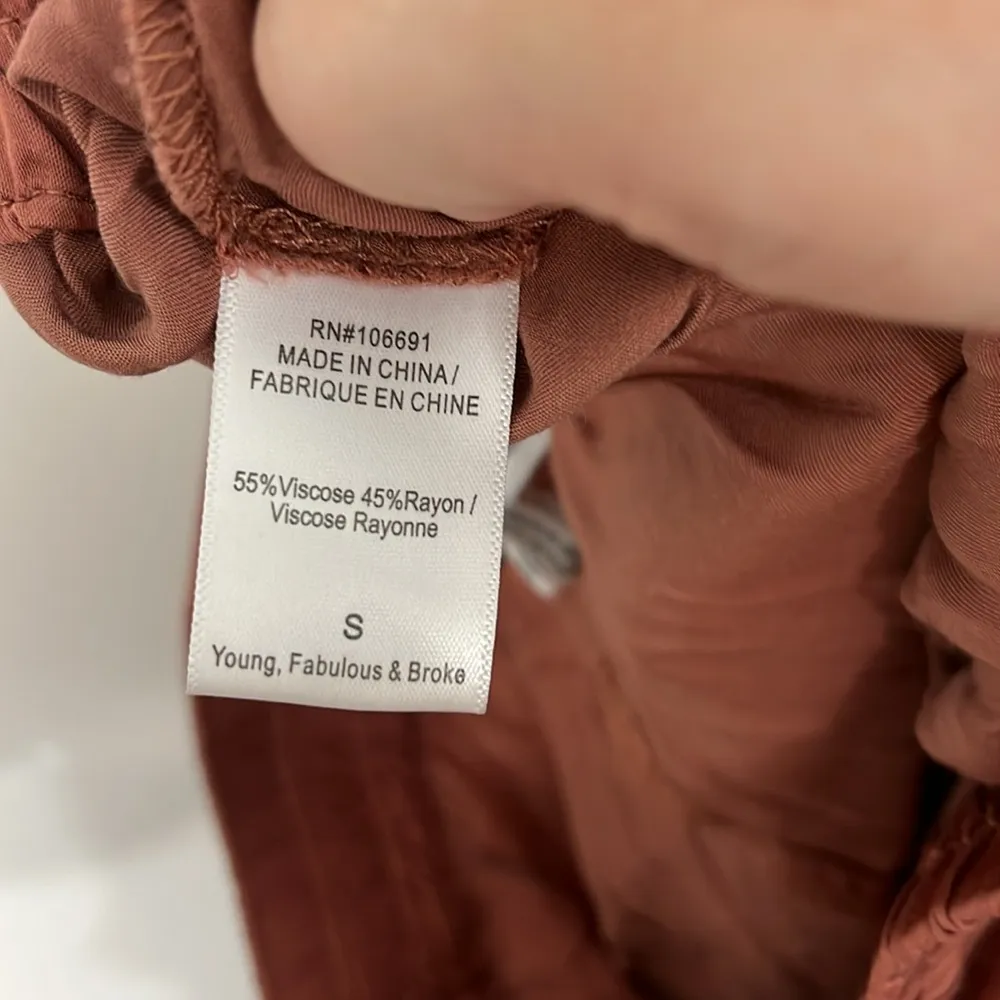 RN#106691
MADE IN CHINA/
FABRIQUE EN CHINE
55%Viscose 45%Rayon /
Viscose Rayonne
S
Young, Fabulous & Broke